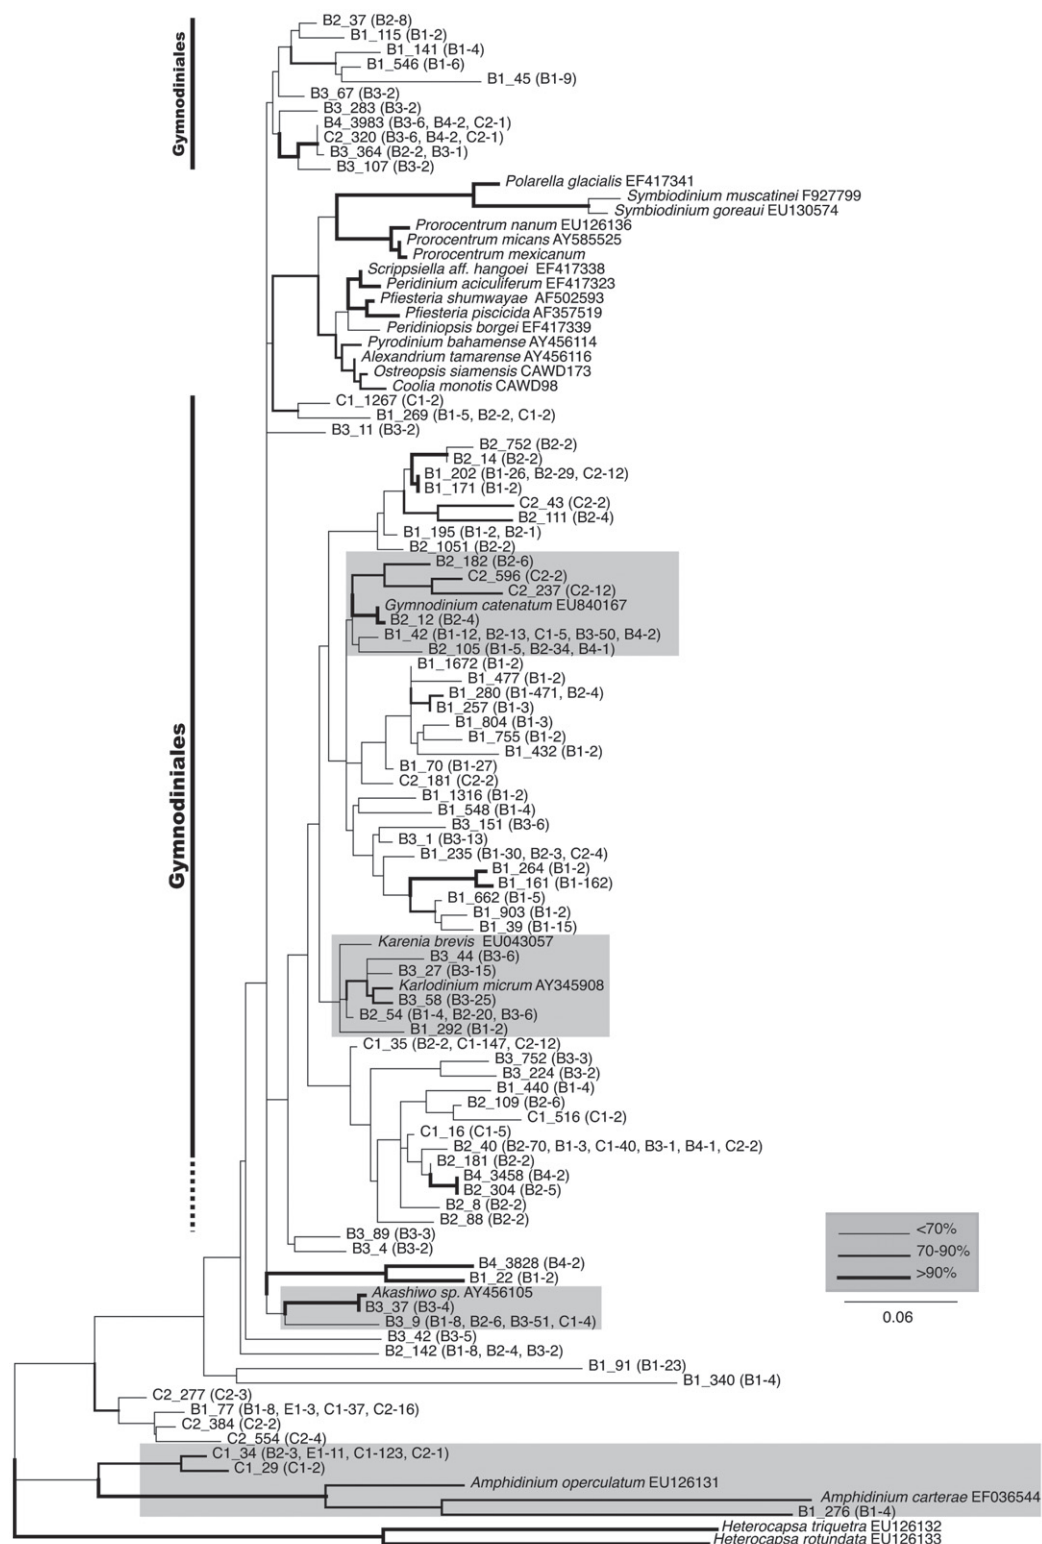 Gymnodiniales
B2_37 (B2-8)
B1_115 (B1-2)
B1_141 (B1-4)
B1_546 (B1-6)
B1_45 (B1-9)
B3_67 (B3-2)
B3_283 (B3-2)
B4_3983 (B3-6, B4-2, C2-1)
C2_320 (B3-6, B4-2, C2-1)
B3_364 (B2-2, B3-1)
B3_107 (B3-2)
Polarella glacialis EF417341
Symbiodinium muscatinei F927799
Symbiodinium goreaui EU130574
Prorocentrum nanum EU126136
Prorocentrum micans AY585525
Prorocentrum mexicanum
Scrippsiella aff. hangoei EF417338
Peridinium aciculiferum EF417323
Pfiesteria shumwayae AF502593
Pfiesteria piscicida AF357519
Peridiniopsis borgei EF417339
Pyrodinium bahamense AY456114
Alexandrium tamarense AY456116
Ostreopsis siamensis CAWD173
Coolia monotis CAWD98
Gymnodiniales
C1_1267 (C1-2)
B1_269 (B1-5, B2-2, C1-2)
B3_11 (B3-2)
B2_752 (B2-2)
B2_14 (B2-2)
B1_202 (B1-26, B2-29, C2-12)
B1_171 (B1-2)
C2_43 (C2-2)
B2_111 (B2-4)
B1_195 (B1-2, B2-1)
B2_1051 (B2-2)
B2_182 (B2-6)
C2_596 (C2-2)
C2_237 (C2-12)
Gymnodinium catenatum EU840167
B2_12 (B2-4)
B1_42 (B1-12, B2-13, C1-5, B3-50, B4-2)
B2_105 (B1-5, B2-34, B4-1)
B1_1672 (B1-2)
B1_477 (B1-2)
B1_280 (B1-471, B2-4)
B1_257 (B1-3)
B1_804 (B1-3)
B1_755 (B1-2)
B1_432 (B1-2)
B1_70 (B1-27)
C2_181 (C2-2)
B1_1316 (B1-2)
B1_548 (B1-4)
B3_151 (B3-6)
B3_1 (B3-13)
B1_235 (B1-30, B2-3, C2-4)
B1_264 (B1-2)
B1_161 (B1-162)
B1_662 (B1-5)
B1_903 (B1-2)
B1_39 (B1-15)
Karenia brevis EU043057
B3_44 (B3-6)
B3_27 (B3-15)
Karlodinium micrum AY345908
B3_58 (B3-25)
B2_54 (B1-4, B2-20, B3-6)
B1_292 (B1-2)
C1_35 (B2-2, C1-147, C2-12)
B3_752 (B3-3)
B3_224 (B3-2)
B1_440 (B1-4)
B2_109 (B2-6)
C1_516 (C1-2)
C1_16 (C1-5)
B2_40 (B2-70, B1-3, C1-40, B3-1, B4-1, C2-2)
B2_181 (B2-2)
B4_3458 (B4-2)
B2_304 (B2-5)
B2_8 (B2-2)
B2_88 (B2-2)
B3_89 (B3-3)
B3_4 (B3-2)
B4_3828 (B4-2)
B1_22 (B1-2)
Akashiwo sp. AY456105
B3_37 (B3-4)
B3_9 (B1-8, B2-6, B3-51, C1-4)
B3_42 (B3-5)
B2_142 (B1-8, B2-4, B3-2)
B1_91 (B1-23)
B1_340 (B1-4)
C2_277 (C2-3)
B1_77 (B1-8, E1-3, C1-37, C2-16)
C2_384 (C2-2)
C2_554 (C2-4)
C1_34 (B2-3, E1-11, C1-123, C2-1)
C1_29 (C1-2)
Amphidinium operculatum EU126131
Amphidinium carterae EF036544
B1_276 (B1-4)
Heterocapsa triquetra EU126132
Heterocapsa rotundata EU126133
<70%
70-90%
>90%
0.06